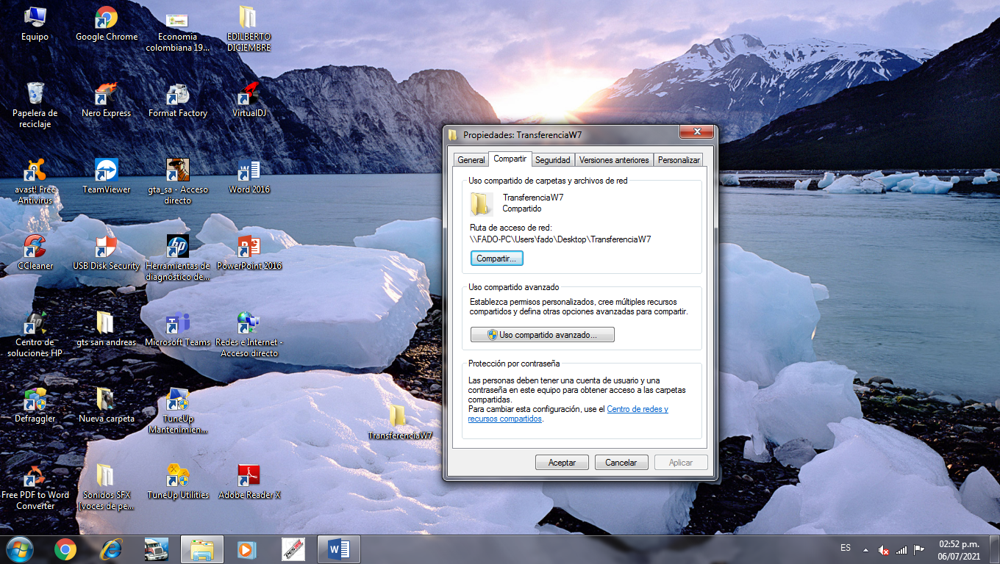 Equipo
Google Chrome
Economia
colombiana 19...
EDILBERTO
DICIEMBRE
Papelera de
reciclaje
Nero Express
Format Factory
VirtualDJ
avast! Free
Antivirus
TeamViewer
gta_sa - Acceso
directo
Word 2016
CCleaner
USB Disk Security
Herramientas de
diagnóstico de...
PowerPoint 2016
Centro de
soluciones HP
gts san andreas
Microsoft Teams
Redes e Internet -
Acceso directo
Defraggler
Nueva carpeta
TuneUp
Mantenimien...
TransferenciaW7
Free PDF to Word
Converter
Sonidos SFX
[voces de pe...
TuneUp Utilities
Adobe Reader X
Propiedades: TransferenciaW7
General Compartir Seguridad Versiones anteriores Personalizar
Uso compartido de carpetas y archivos de red
TransferenciaW7
Compartido
Ruta de acceso de red:
\\FADO-PC\Users\fado\Desktop\TransferenciaW7
Compartir...
Uso compartido avanzado
Establezca permisos personalizados, cree múltiples recursos
compartidos y defina otras opciones avanzadas para compartir.
Uso compartido avanzado...
Protección por contraseña
Las personas deben tener una cuenta de usuario y una
contraseña en este equipo para obtener acceso a las carpetas
compartidas.
Para cambiar esta configuración, use el Centro de redes y
recursos compartidos.
Aceptar Cancelar Aplicar
ES
02:52 p.m.
06/07/2021